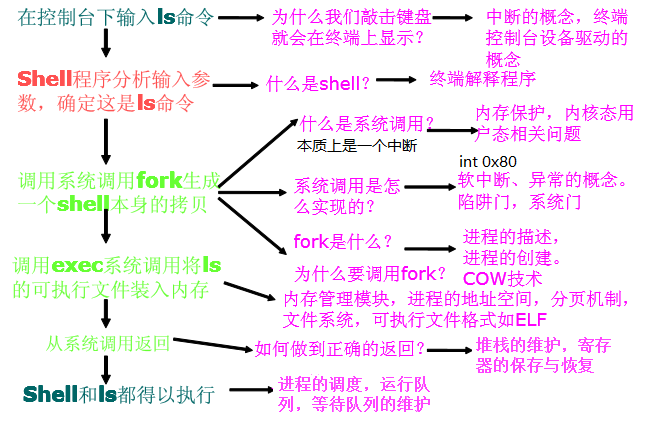 在控制台下输入ls命令
为什么我们敲击键盘
就会在终端上显示？
中断的概念，终端
控制台设备驱动的
概念
Shell程序分析输入参
数，确定这是ls命令
什么是shell？
终端解释程序
什么是系统调用？
本质上是一个中断
内存保护，内核态用
户态相关问题
调用系统调用fork生成
一个shell本身的拷贝
系统调用是怎
么实现的？
int 0x80
软中断、异常的概念。
陷阱门，系统门
fork是什么？
为什么要调用fork？
进程的描述，
进程的创建。
COW技术
调用exec系统调用将ls
的可执行文件装入内存
内存管理模块，进程的地址空间，分页机制，
文件系统，可执行文件格式如ELF
从系统调用返回
如何做到正确的返回？
堆栈的维护，寄存
器的保存与恢复
Shell和ls都得以执行
进程的调度，运行队
列，等待队列的维护